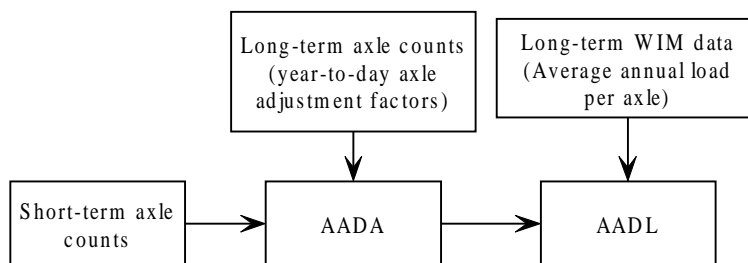 Long-term axle counts
(year-to-day axle
adjustment factors)
Long-term WIM data
(Average annual load
per axle)
Short-term axle
counts
AADA
AADL